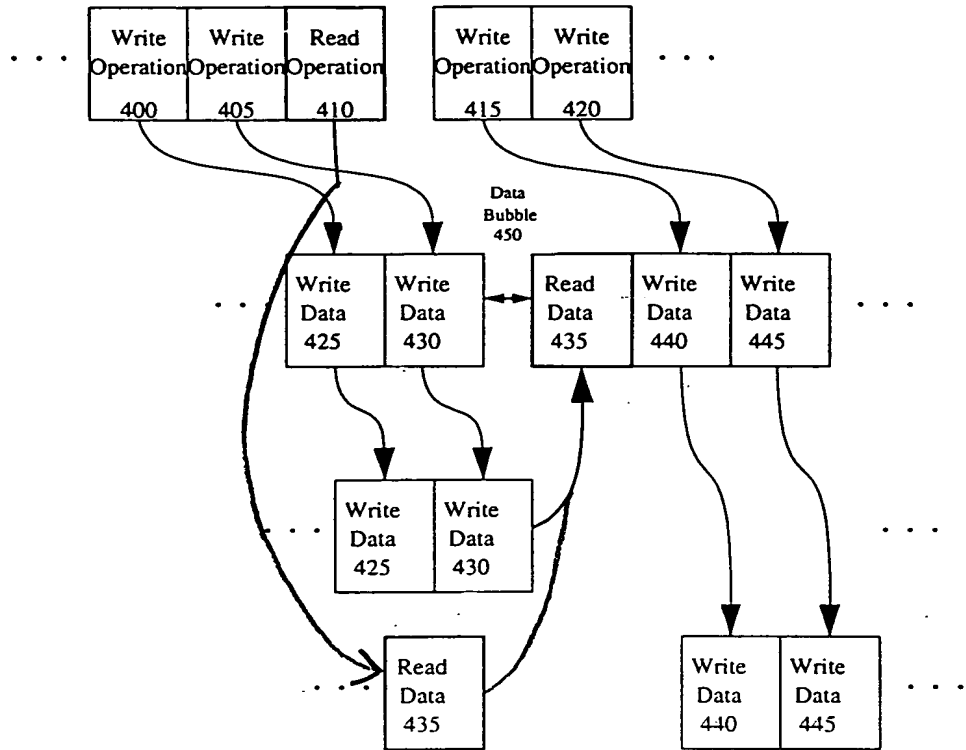 Write
Operation
400
Write
Operation
405
Read
Operation
410
Write
Operation
415
Write
Operation
420
Data
Bubble
450
Write
Data
425
Write
Data
430
Read
Data
435
Write
Data
440
Write
Data
445
Write
Data
425
Write
Data
430
Read
Data
435
Write
Data
440
Write
Data
445